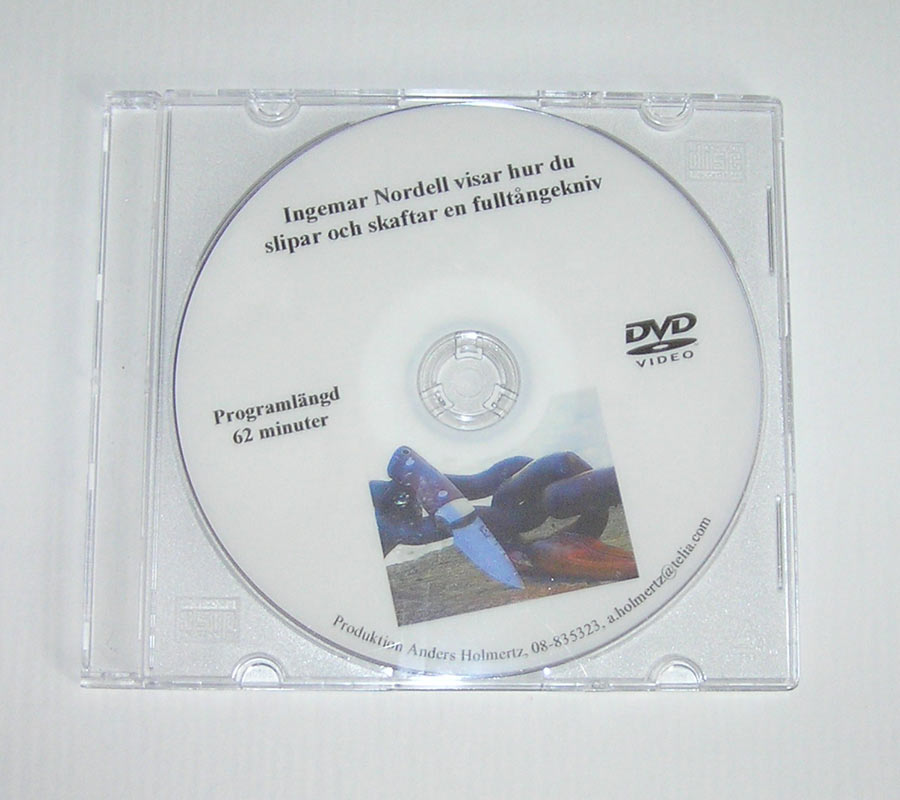 Ingemar Nordell visar hur du
slipar och skaftar en fulltångekniv
DVD
VIDEO
Programlängd
62 minuter
Produktion Anders Holmertz, 08-835323, a.holmertz@telia.com
disc